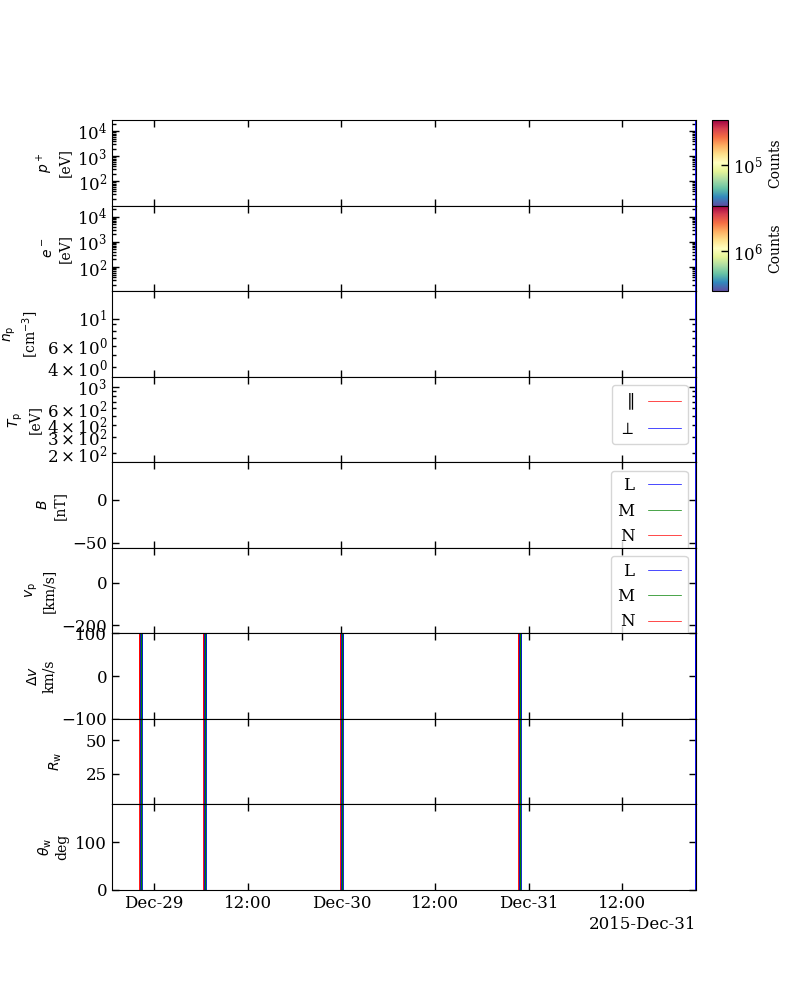 10⁴
10³
10²
p⁺
[eV]
10⁵
Counts
10⁴
10³
10²
e⁻
[eV]
10⁶
Counts
10¹
6 × 10⁰
4 × 10⁰
nₚ
[cm⁻³]
10³
6 × 10²
4 × 10²
3 × 10²
2 × 10²
Tₚ
[eV]
∥
⊥
0
−50
B
[nT]
L
M
N
0
−200
vₚ
[km/s]
L
M
N
100
0
−100
Δv
km/s
50
25
R_w
100
0
θ_w
deg
Dec-29 12:00 Dec-30 12:00 Dec-31 12:00
2015-Dec-31